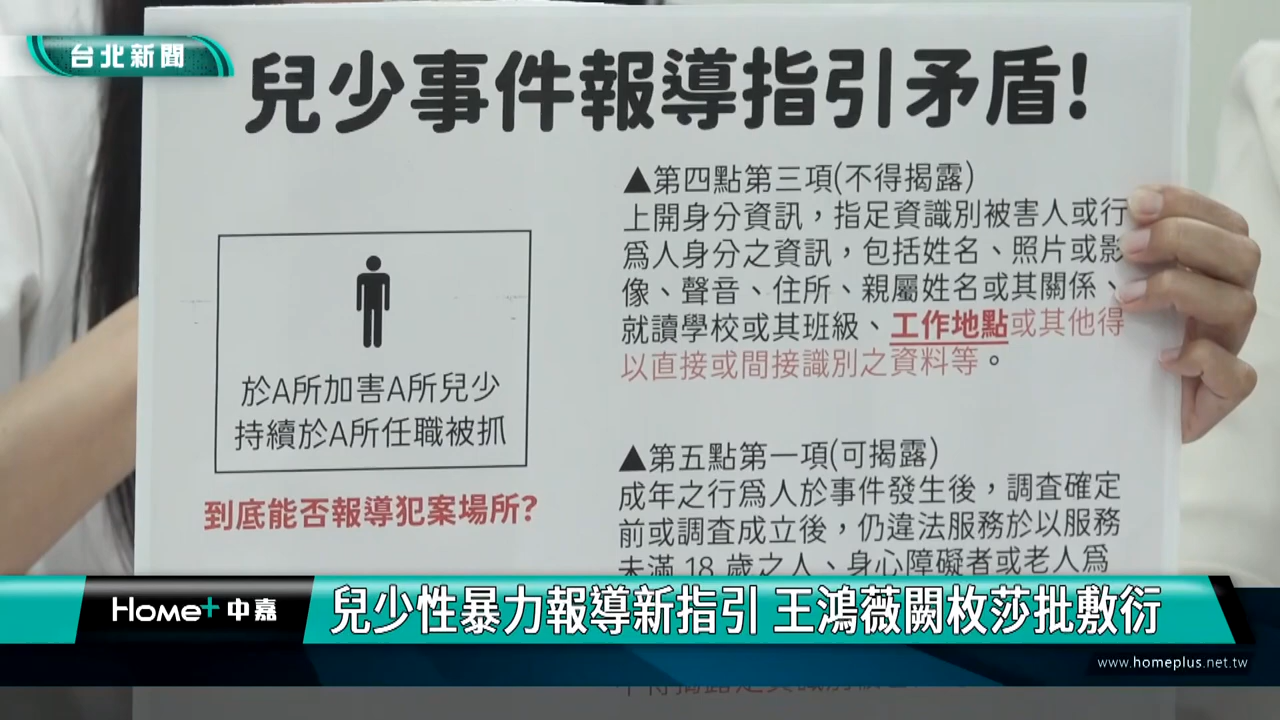 台北新聞
兒少事件報導指引矛盾!
於A所加害A所兒少
持續於A所任職被抓
到底能否報導犯案場所?
▲第四點第三項(不得揭露)
上開身分資訊，指足資識別被害人或行
為人身分之資訊，包括姓名、照片或影
像、聲音、住所、親屬姓名或其關係、
就讀學校或其班級、工作地點或其他得
以直接或間接識別之資料等。
▲第五點第一項(可揭露)
成年之行為人於事件發生後，調查確定
前或調查成立後，仍違法服務於以服務
未滿 18 歲之人、身心障礙者或老人為
Home+ 中嘉
兒少性暴力報導新指引 王鴻薇闕枚莎批敷衍
www.homeplus.net.tw